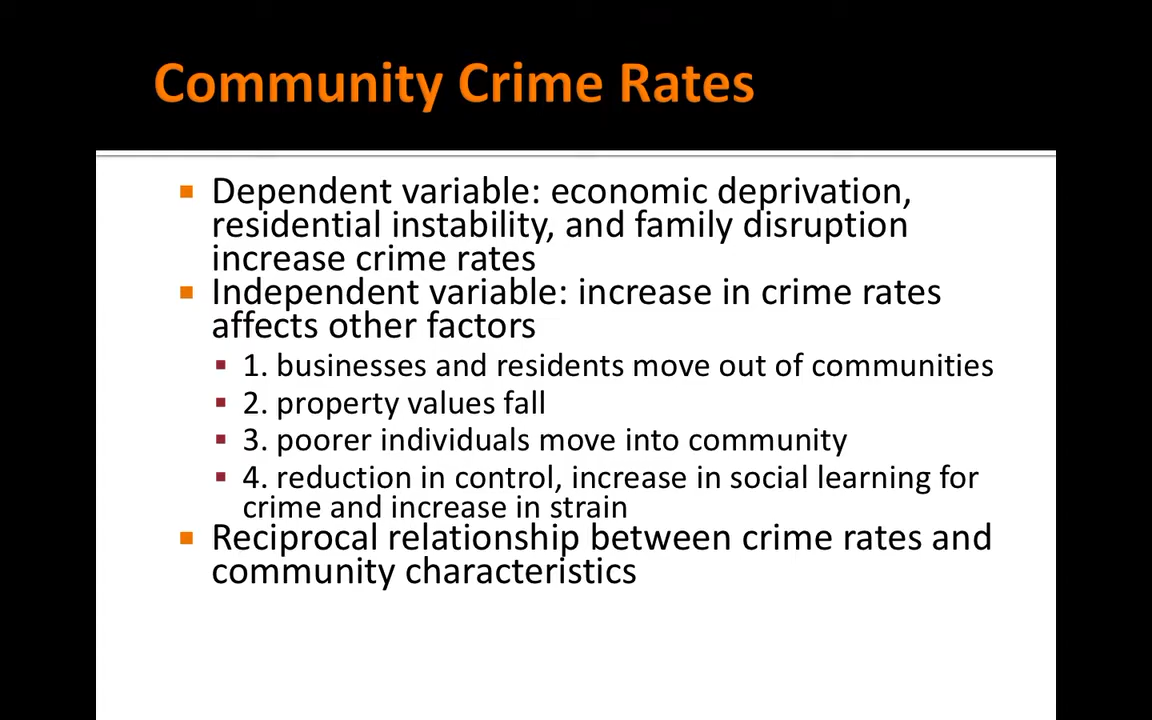 Community Crime Rates
Dependent variable: economic deprivation,
residential instability, and family disruption
increase crime rates
Independent variable: increase in crime rates
affects other factors
1. businesses and residents move out of communities
2. property values fall
3. poorer individuals move into community
4. reduction in control, increase in social learning for
crime and increase in strain
Reciprocal relationship between crime rates and
community characteristics